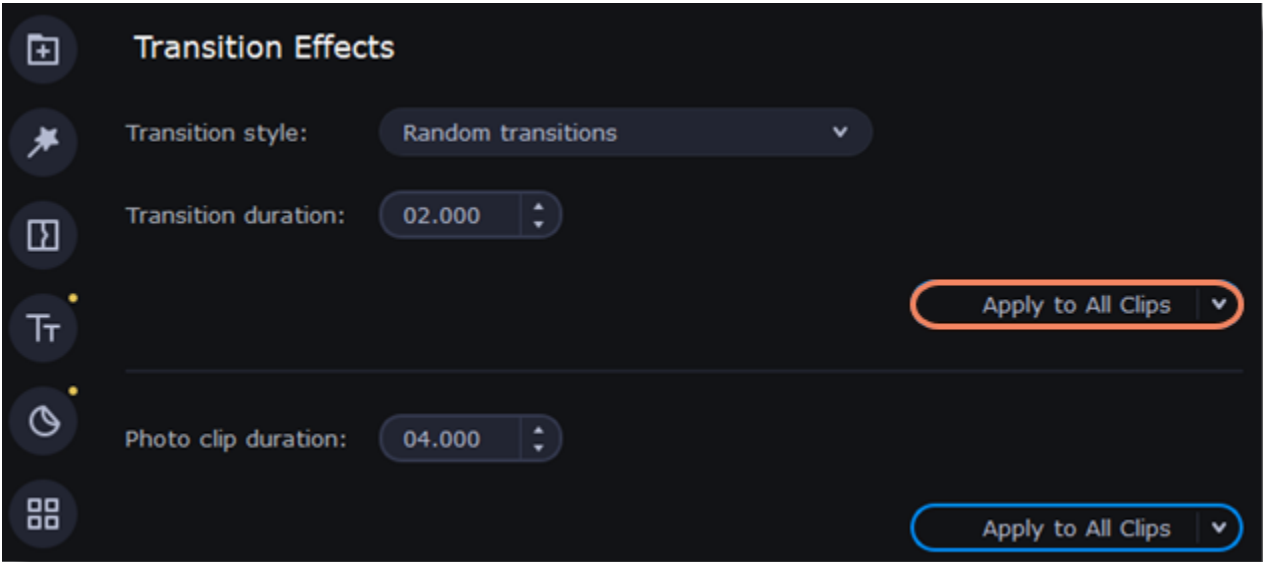 Transition Effects
Transition style: Random transitions
Transition duration: 02.000
Apply to All Clips
Photo clip duration: 04.000
Apply to All Clips